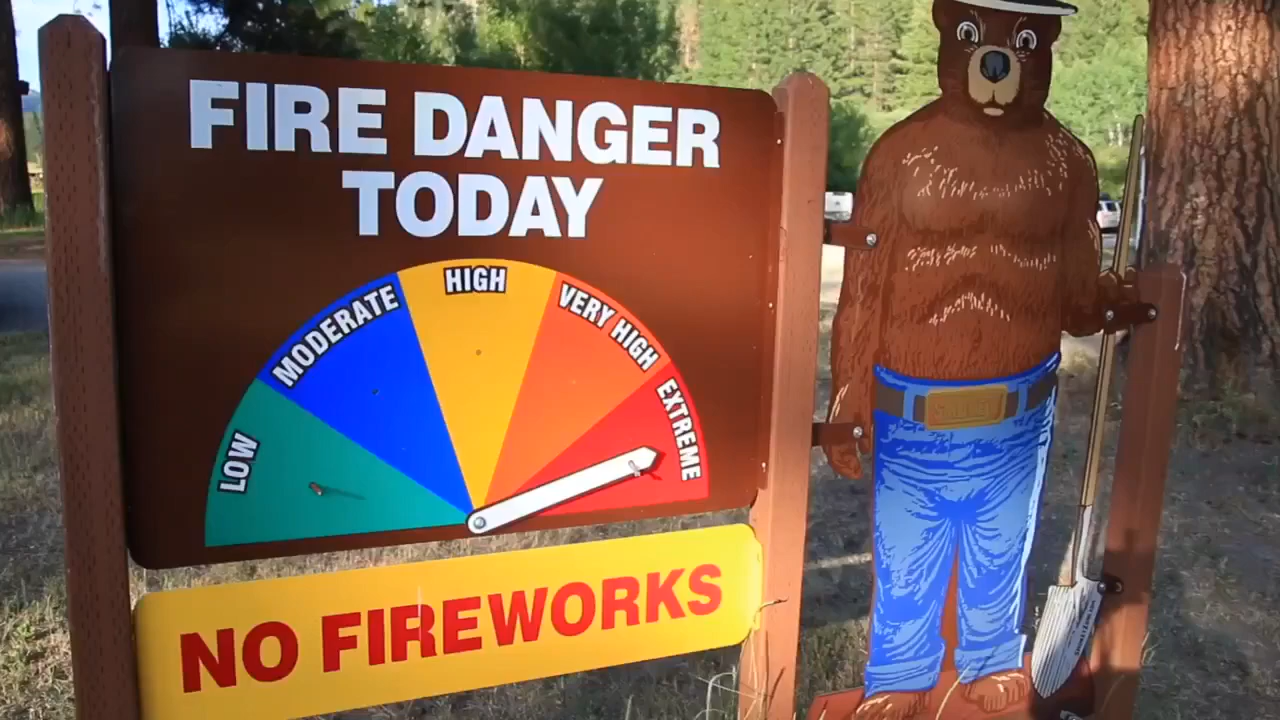 FIRE DANGER
TODAY
LOW
MODERATE
HIGH
VERY HIGH
EXTREME
NO FIREWORKS